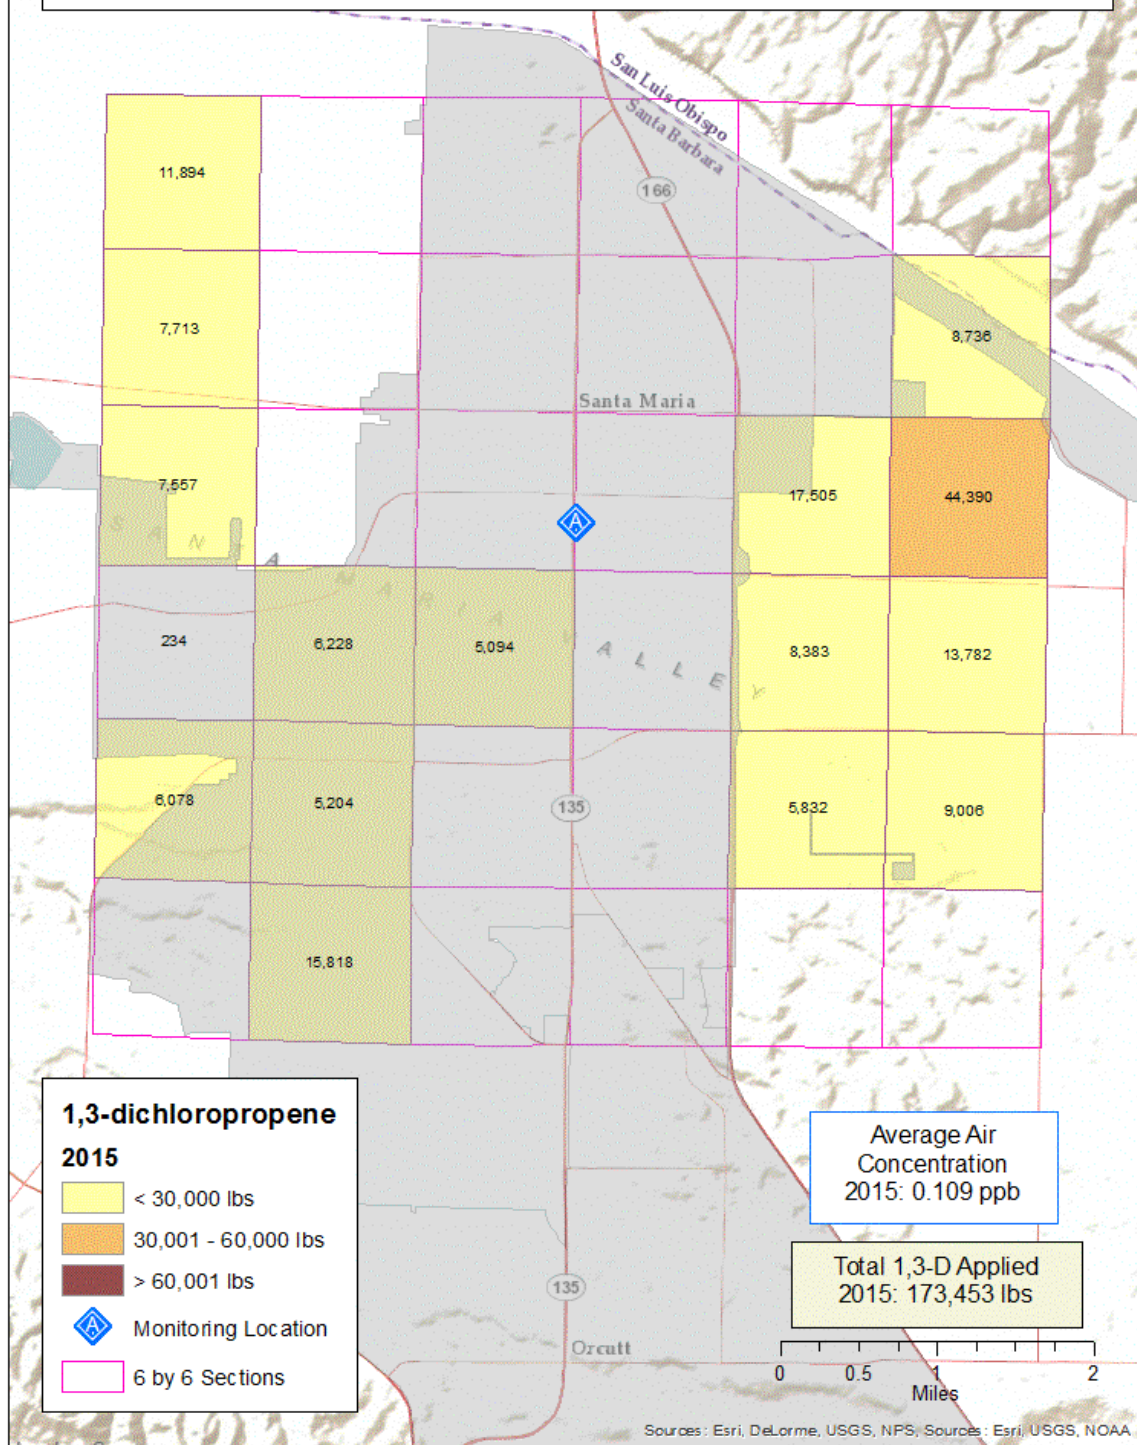 San Luis Obispo
Santa Barbara
11,894
166
7,713
8,736
Santa Maria
7,557
17,505
44,390
SANTA MARIA VALLEY
234
6,228
5,094
8,383
13,782
6,078
5,204
135
5,832
9,006
15,818
1,3-dichloropropene
2015
< 30,000 lbs
30,001 - 60,000 lbs
> 60,001 lbs
A Monitoring Location
6 by 6 Sections
Average Air
Concentration
2015: 0.109 ppb
Total 1,3-D Applied
2015: 173,453 lbs
135
Orcutt
0 0.5 1 2
Miles
Sources: Esri, DeLorme, USGS, NPS, Sources: Esri, USGS, NOAA